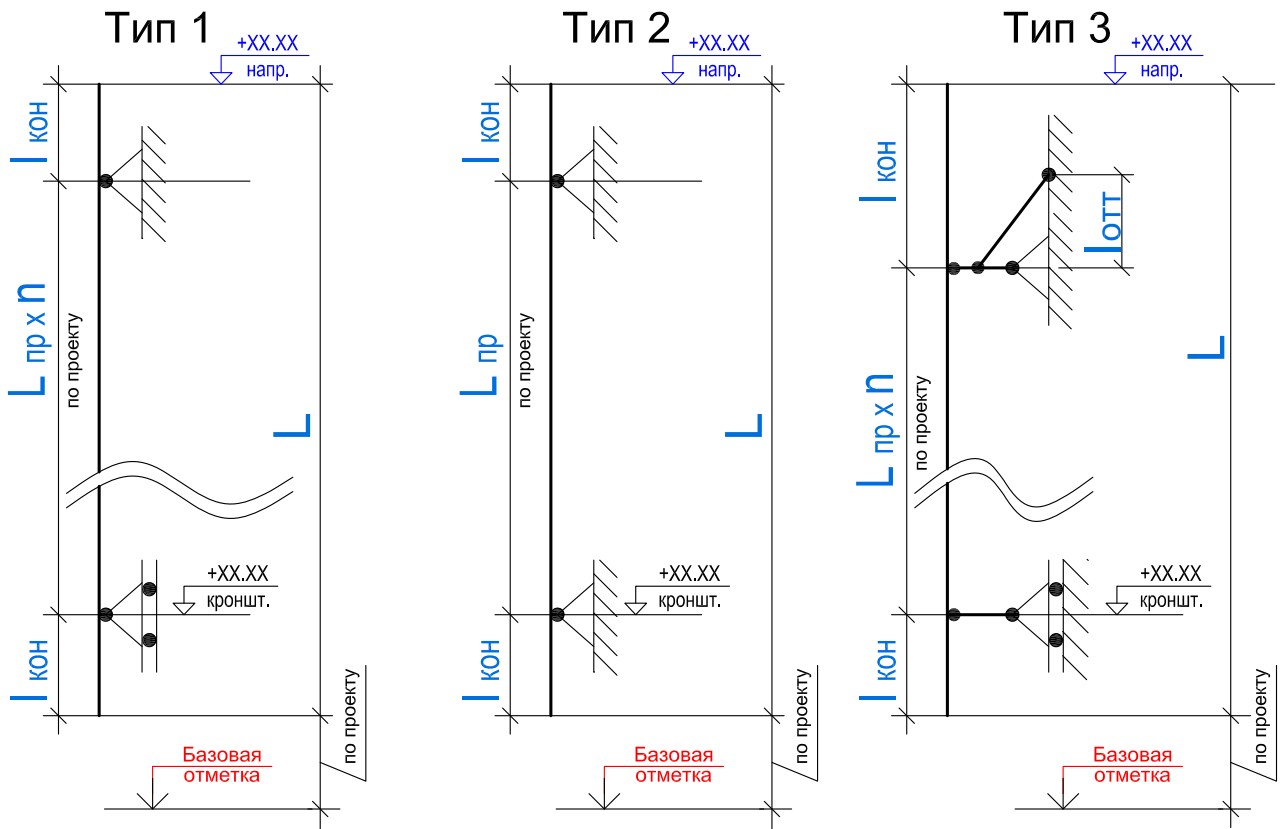 Тип 1
+XX.XX
напр.
l кон
L пр x n
по проекту
L
+XX.XX
кроншт.
l кон
по проекту
Базовая
отметка
Тип 2
+XX.XX
напр.
l кон
L пр
по проекту
L
+XX.XX
кроншт.
l кон
по проекту
Базовая
отметка
Тип 3
+XX.XX
напр.
l кон
l отт
L пр x n
по проекту
L
+XX.XX
кроншт.
l кон
по проекту
Базовая
отметка